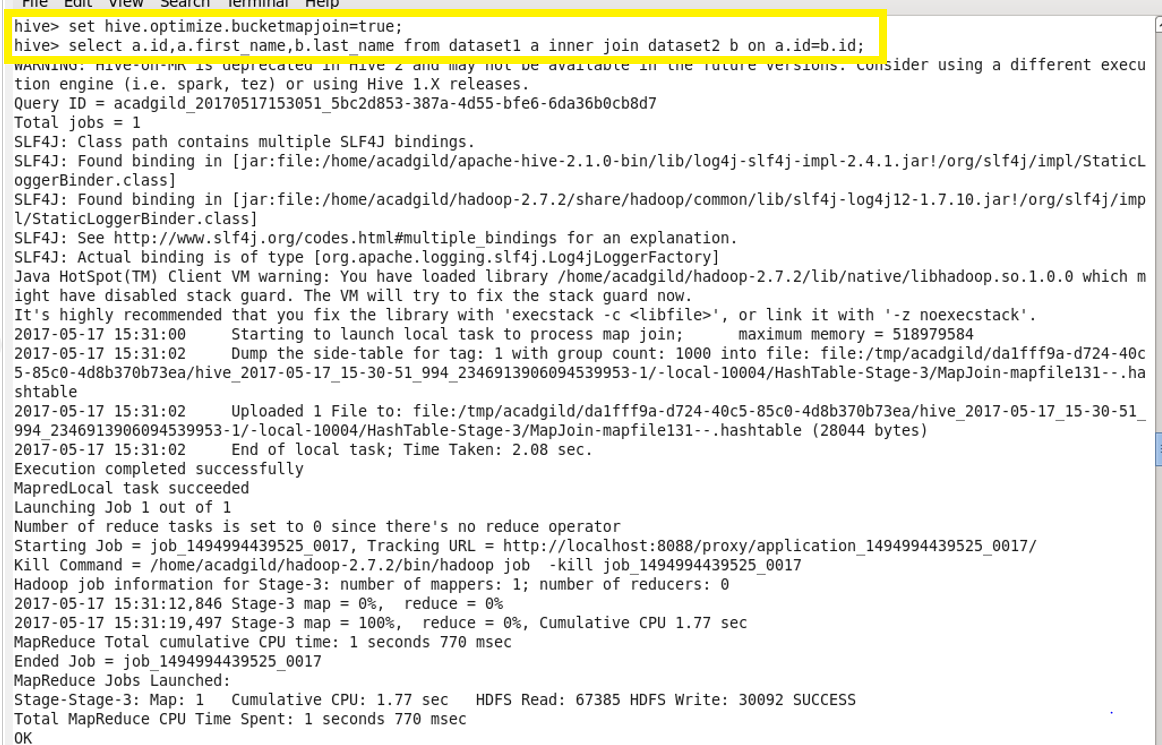 File Edit View Search Terminal Help
hive> set hive.optimize.bucketmapjoin=true;
hive> select a.id,a.first_name,b.last_name from dataset1 a inner join dataset2 b on a.id=b.id;
WARNING: Hive-on-MR is deprecated in Hive 2 and may not be available in the future versions. Consider using a different execu
tion engine (i.e. spark, tez) or using Hive 1.X releases.
Query ID = acadgild_20170517153051_5bc2d853-387a-4d55-bfe6-6da36b0cb8d7
Total jobs = 1
SLF4J: Class path contains multiple SLF4J bindings.
SLF4J: Found binding in [jar:file:/home/acadgild/apache-hive-2.1.0-bin/lib/log4j-slf4j-impl-2.4.1.jar!/org/slf4j/impl/StaticL
oggerBinder.class]
SLF4J: Found binding in [jar:file:/home/acadgild/hadoop-2.7.2/share/hadoop/common/lib/slf4j-log4j12-1.7.10.jar!/org/slf4j/imp
l/StaticLoggerBinder.class]
SLF4J: See http://www.slf4j.org/codes.html#multiple_bindings for an explanation.
SLF4J: Actual binding is of type [org.apache.logging.slf4j.Log4jLoggerFactory]
Java HotSpot(TM) Client VM warning: You have loaded library /home/acadgild/hadoop-2.7.2/lib/native/libhadoop.so.1.0.0 which m
ight have disabled stack guard. The VM will try to fix the stack guard now.
It's highly recommended that you fix the library with 'execstack -c <libfile>', or link it with '-z noexecstack'.
2017-05-17 15:31:00	Starting to launch local task to process map join;	maximum memory = 518979584
2017-05-17 15:31:02	Dump the side-table for tag: 1 with group count: 1000 into file: file:/tmp/acadgild/da1fff9a-d724-40c
5-85c0-4d8b370b73ea/hive_2017-05-17_15-30-51_994_2346913906094539953-1/-local-10004/HashTable-Stage-3/MapJoin-mapfile131--.ha
shtable
2017-05-17 15:31:02	Uploaded 1 File to: file:/tmp/acadgild/da1fff9a-d724-40c5-85c0-4d8b370b73ea/hive_2017-05-17_15-30-51_
994_2346913906094539953-1/-local-10004/HashTable-Stage-3/MapJoin-mapfile131--.hashtable (28044 bytes)
2017-05-17 15:31:02	End of local task; Time Taken: 2.08 sec.
Execution completed successfully
MapredLocal task succeeded
Launching Job 1 out of 1
Number of reduce tasks is set to 0 since there's no reduce operator
Starting Job = job_1494994439525_0017, Tracking URL = http://localhost:8088/proxy/application_1494994439525_0017/
Kill Command = /home/acadgild/hadoop-2.7.2/bin/hadoop job  -kill job_1494994439525_0017
Hadoop job information for Stage-3: number of mappers: 1; number of reducers: 0
2017-05-17 15:31:12,846 Stage-3 map = 0%,  reduce = 0%
2017-05-17 15:31:19,497 Stage-3 map = 100%,  reduce = 0%, Cumulative CPU 1.77 sec
MapReduce Total cumulative CPU time: 1 seconds 770 msec
Ended Job = job_1494994439525_0017
MapReduce Jobs Launched:
Stage-Stage-3: Map: 1   Cumulative CPU: 1.77 sec   HDFS Read: 67385 HDFS Write: 30092 SUCCESS
Total MapReduce CPU Time Spent: 1 seconds 770 msec
OK